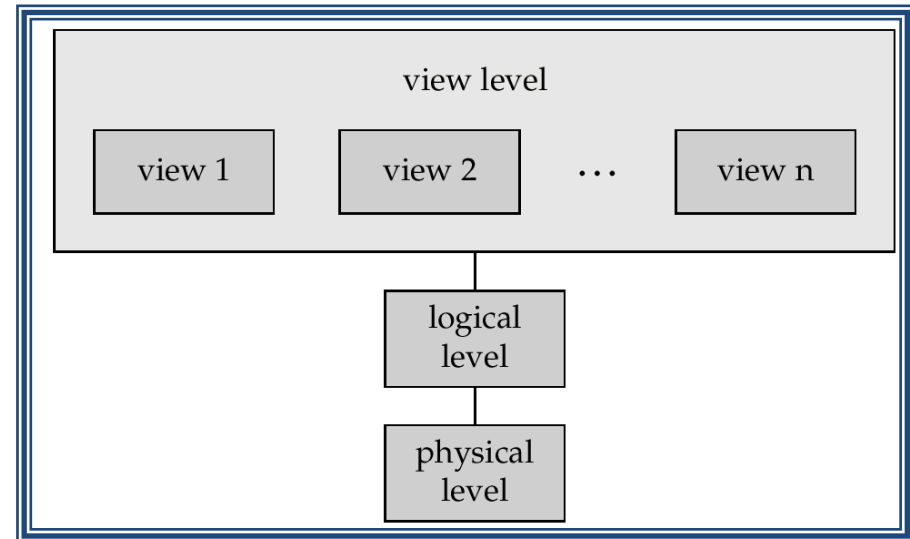 view level
view 1
view 2
…
view n
logical
level
physical
level